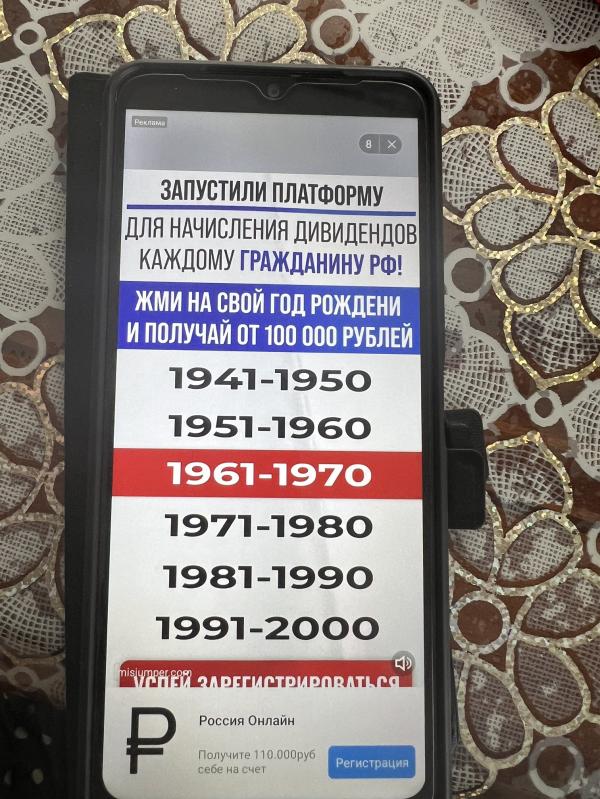 Реклама
8
ЗАПУСТИЛИ ПЛАТФОРМУ
ДЛЯ НАЧИСЛЕНИЯ ДИВИДЕНДОВ
КАЖДОМУ ГРАЖДАНИНУ РФ!
ЖМИ НА СВОЙ ГОД РОЖДЕНИ
И ПОЛУЧАЙ ОТ 100 000 РУБЛЕЙ
1941-1950
1951-1960
1961-1970
1971-1980
1981-1990
1991-2000
misjumper.com
УСПЕЙ ЗАРЕГИСТРИРОВАТЬСЯ
Россия Онлайн
Получите 110.000руб
себе на счет
Регистрация